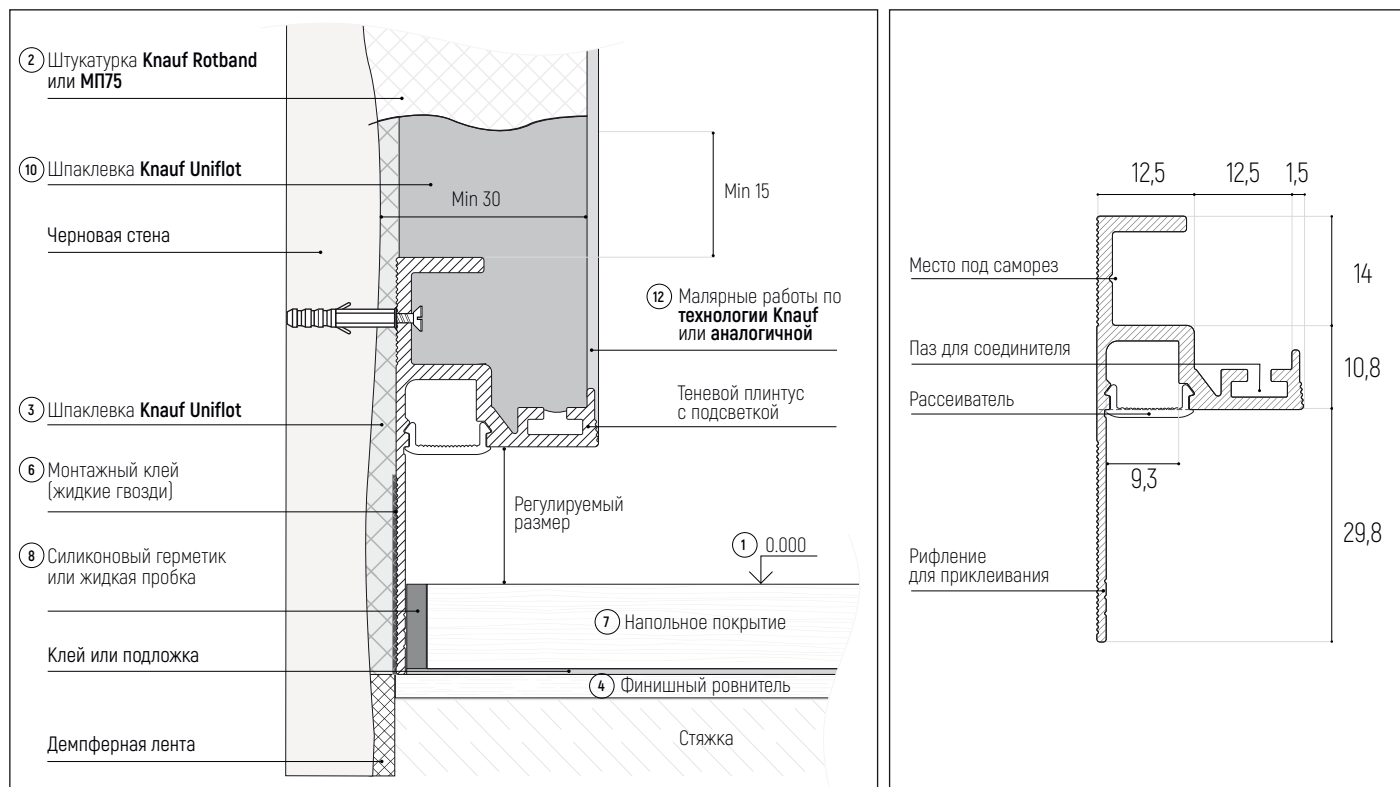 2 Штукатурка Knauf Rotband
или МП75
10 Шпаклевка Knauf Uniflot
Черновая стена
3 Шпаклевка Knauf Uniflot
6 Монтажный клей
(жидкие гвозди)
8 Силиконовый герметик
или жидкая пробка
Клей или подложка
Демпферная лента
Min 30
Min 15
12 Малярные работы по
технологии Knauf
или аналогичной
Теневой плинтус
с подсветкой
Регулируемый
размер
1 0.000
7 Напольное покрытие
4 Финишный ровнитель
Стяжка
12,5 12,5 1,5
Место под саморез
14
Паз для соединителя
10,8
Рассеиватель
9,3
29,8
Рифление
для приклеивания